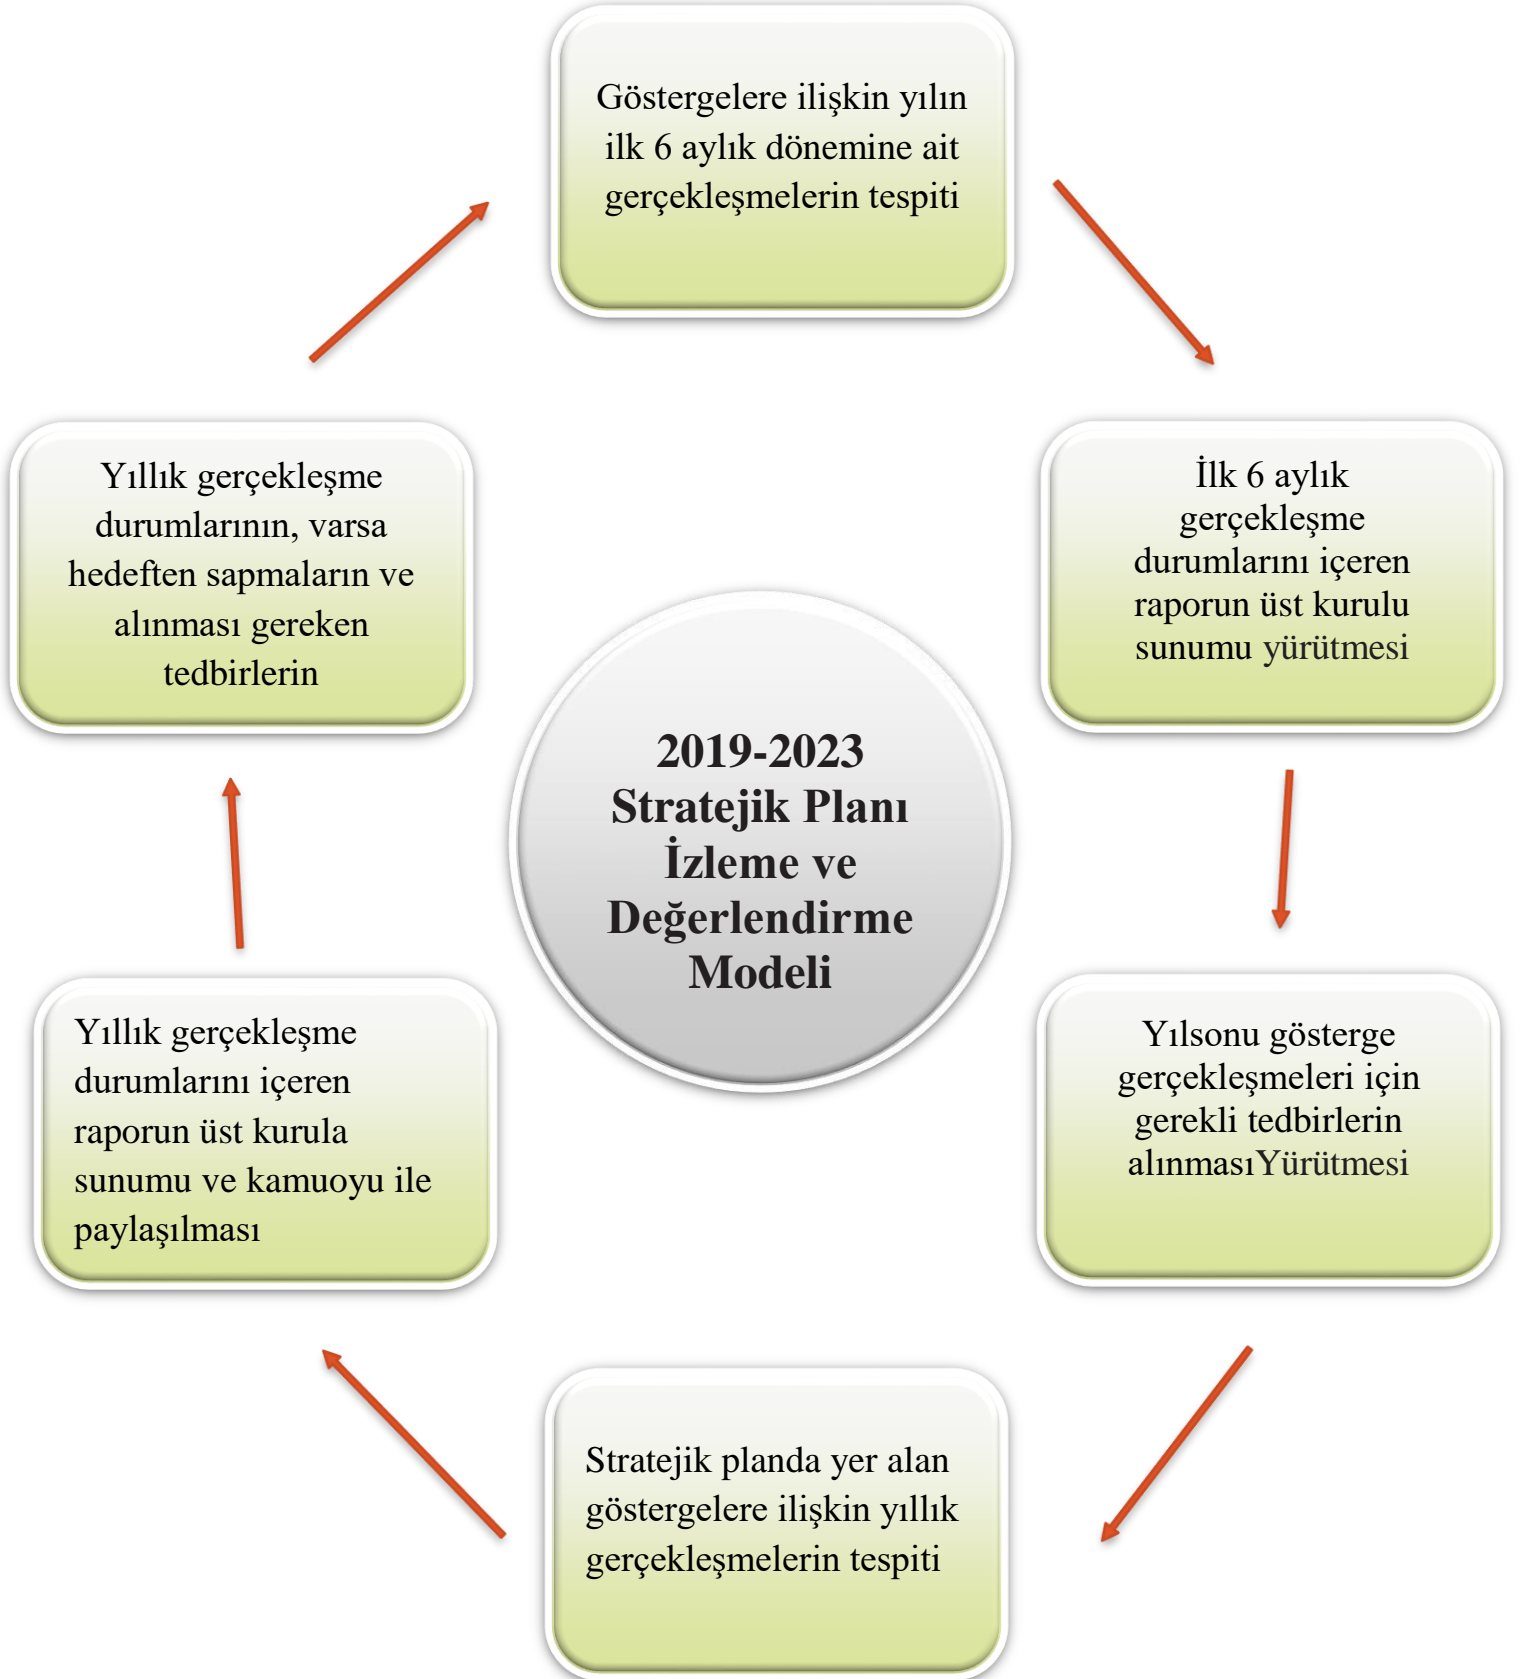 Göstergelere ilişkin yılın
ilk 6 aylık dönemine ait
gerçekleşmelerin tespiti
İlk 6 aylık
gerçekleşme
durumlarını içeren
raporun üst kurulu
sunumu yürütmesi
Yılsonu gösterge
gerçekleşmeleri için
gerekli tedbirlerin
alınmasıYürütmesi
Stratejik planda yer alan
göstergelere ilişkin yıllık
gerçekleşmelerin tespiti
Yıllık gerçekleşme
durumlarını içeren
raporun üst kurula
sunumu ve kamuoyu ile
paylaşılması
Yıllık gerçekleşme
durumlarının, varsa
hedeften sapmaların ve
alınması gereken
tedbirlerin
2019-2023
Stratejik Planı
İzleme ve
Değerlendirme
Modeli